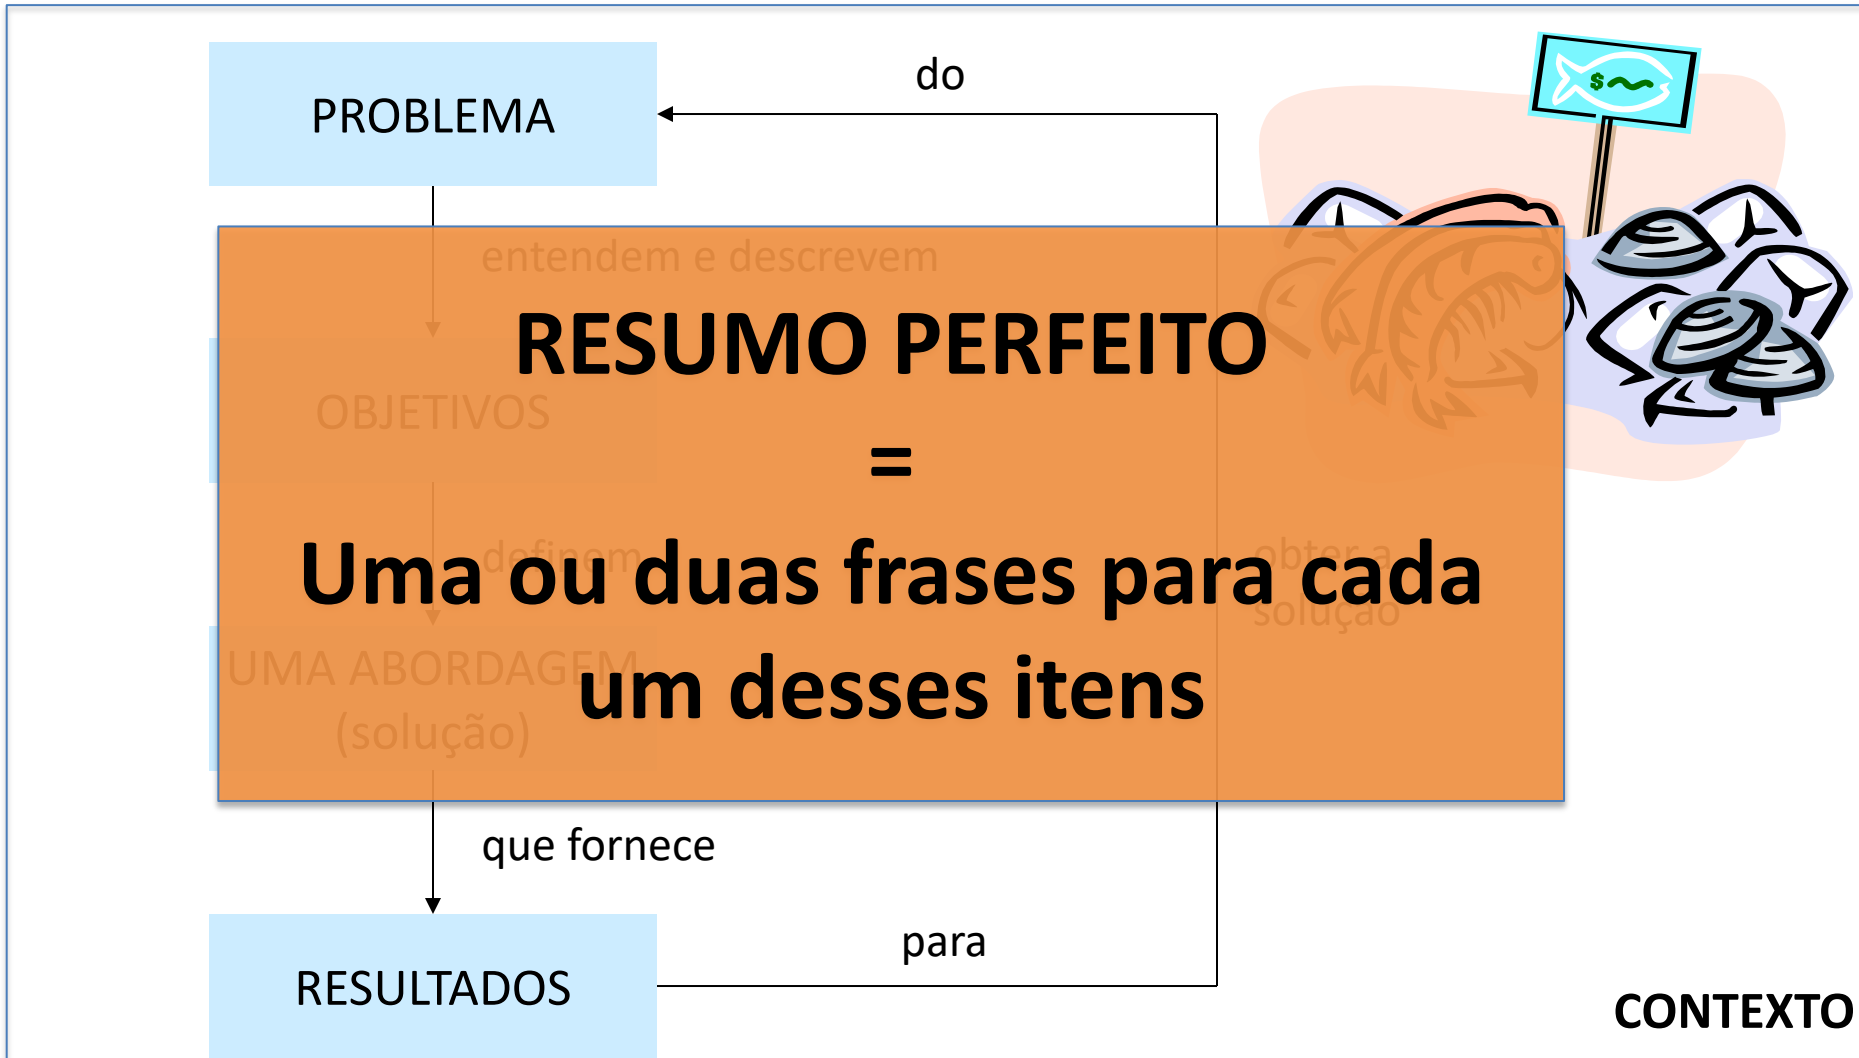 PROBLEMA
do
entendem e descrevem
$
RESUMO PERFEITO
OBJETIVOS
=
definem
obter a
solução
Uma ou duas frases para cada
um desses itens
UMA ABORDAGEM
(solução)
que fornece
para
RESULTADOS
CONTEXTO